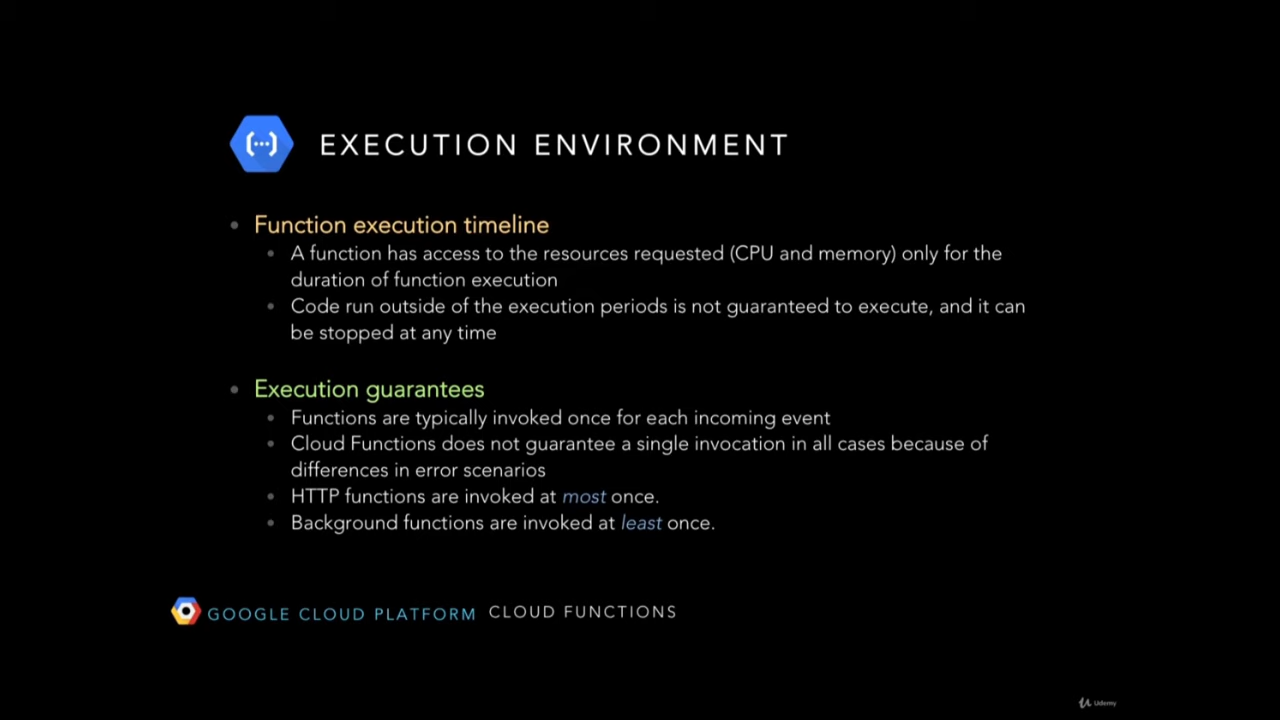 EXECUTION ENVIRONMENT
• Function execution timeline
• A function has access to the resources requested (CPU and memory) only for the
duration of function execution
• Code run outside of the execution periods is not guaranteed to execute, and it can
be stopped at any time
• Execution guarantees
• Functions are typically invoked once for each incoming event
• Cloud Functions does not guarantee a single invocation in all cases because of
differences in error scenarios
• HTTP functions are invoked at most once.
• Background functions are invoked at least once.
GOOGLE CLOUD PLATFORM CLOUD FUNCTIONS
Udemy